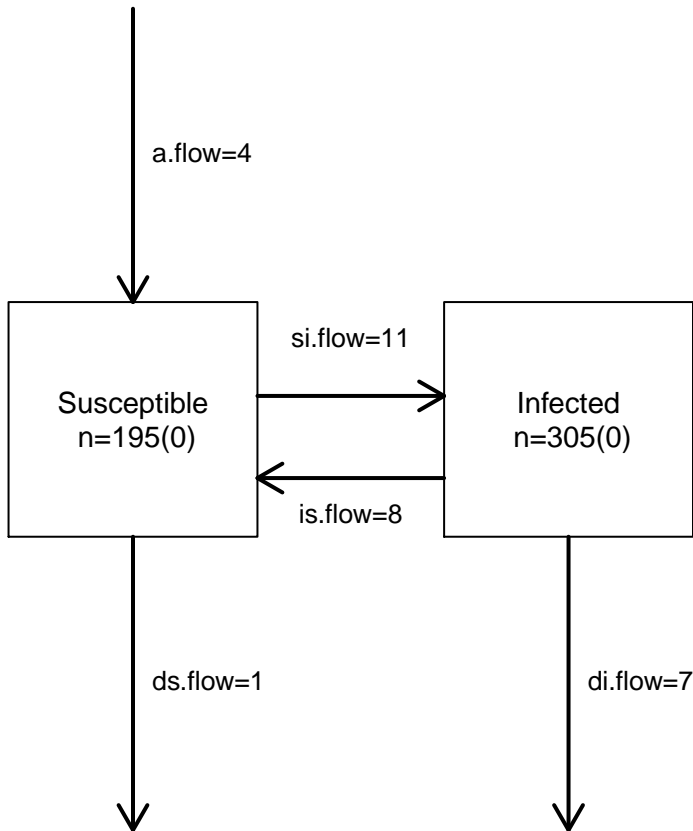 a.flow=4
si.flow=11
Susceptible
n=195(0)
Infected
n=305(0)
is.flow=8
ds.flow=1
di.flow=7